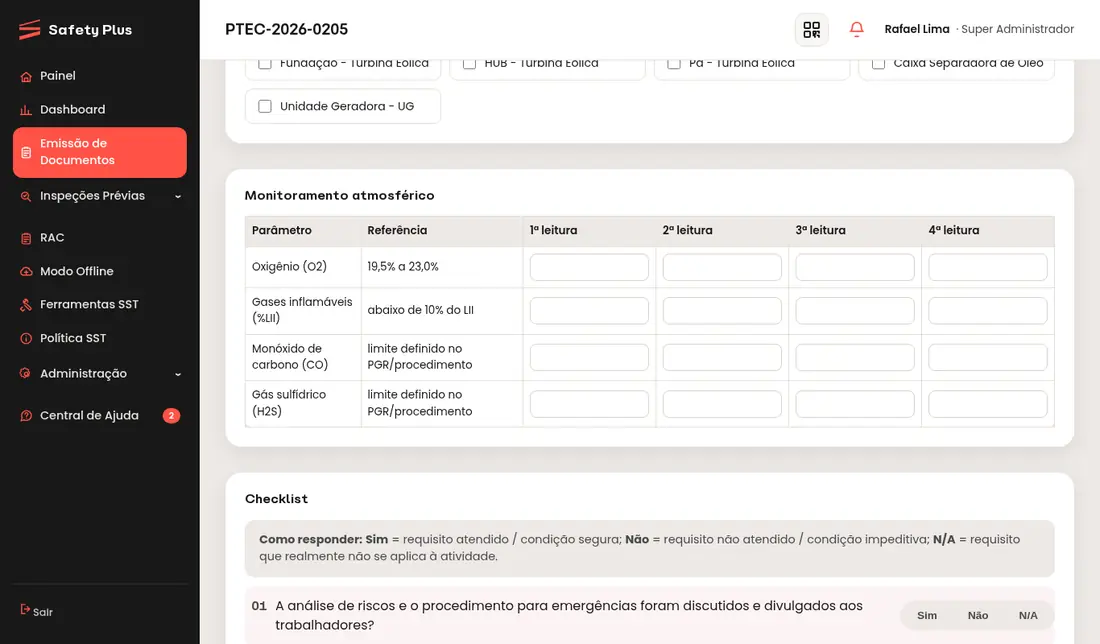 Safety Plus
PTEC-2026-0205
Rafael Lima · Super Administrador
Painel
Dashboard
Emissão de
Documentos
Inspeções Prévias
RAC
Modo Offline
Ferramentas SST
Política SST
Administração
Central de Ajuda 2
Sair
Fundação - Turbina Eólica
HUB - Turbina Eólica
Pá - Turbina Eólica
Caixa Separadora de Óleo
Unidade Geradora - UG
Monitoramento atmosférico
Parâmetro Referência 1ª leitura 2ª leitura 3ª leitura 4ª leitura
Oxigênio (O2) 19,5% a 23,0%
Gases inflamáveis
(%LII)
abaixo de 10% do LII
Monóxido de
carbono (CO)
limite definido no
PGR/procedimento
Gás sulfídrico
(H2S)
limite definido no
PGR/procedimento
Checklist
Como responder: Sim = requisito atendido / condição segura; Não = requisito não atendido / condição impeditiva; N/A = requisito
que realmente não se aplica à atividade.
01 A análise de riscos e o procedimento para emergências foram discutidos e divulgados aos
trabalhadores?
Sim Não N/A